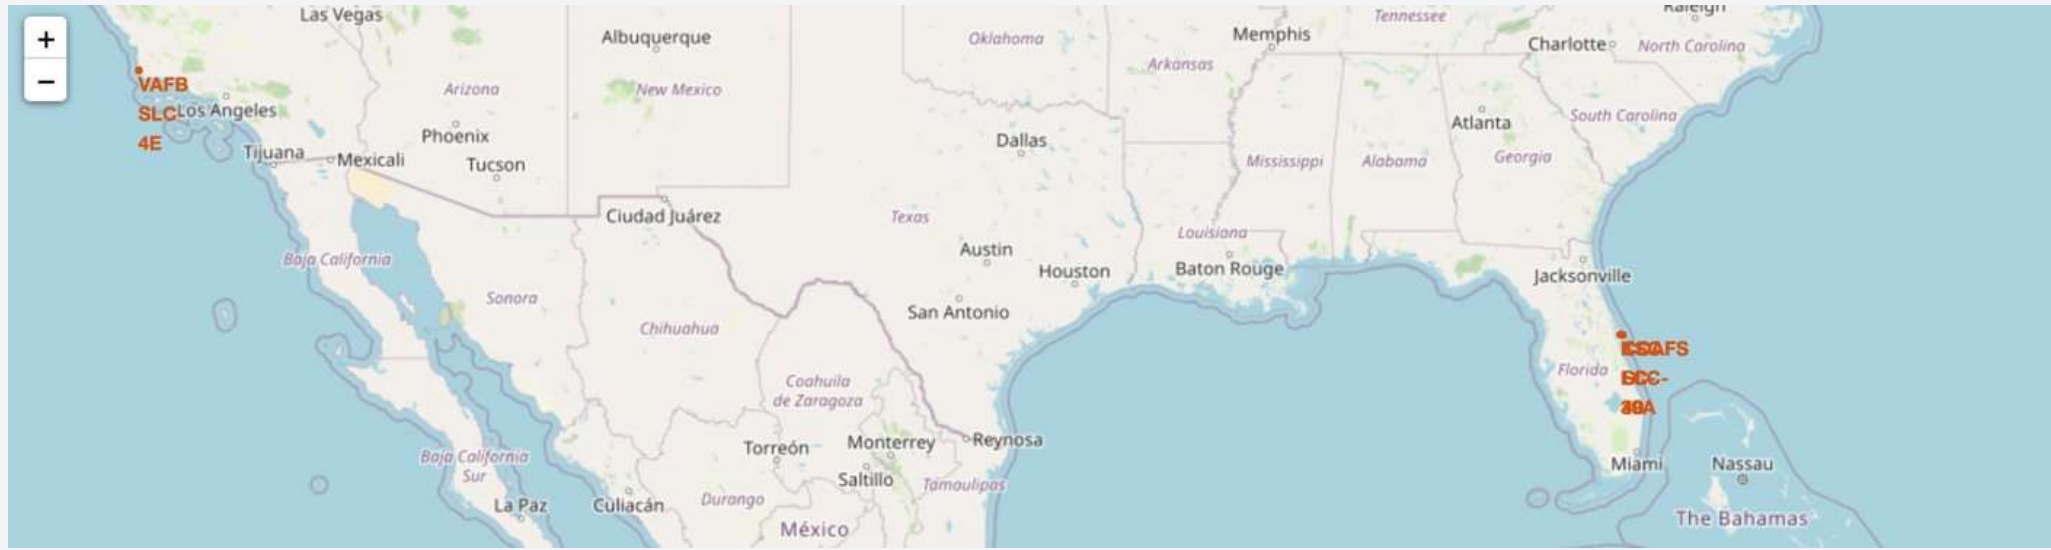 +
−
Las Vegas
Albuquerque
Oklahoma
Memphis
Tennessee
Raleigh
Charlotte
North Carolina
VAFB
SLC
4E
Los Angeles
Arizona
New Mexico
Arkansas
Phoenix
Dallas
Atlanta
South Carolina
Tijuana
Mexicali
Tucson
Mississippi
Alabama
Georgia
Ciudad Juárez
Texas
Louisiana
Baja California
Austin
Houston
Baton Rouge
Jacksonville
Sonora
San Antonio
Chihuahua
Florida
Coahuila
de Zaragoza
Torreón
Monterrey
Reynosa
Baja California
Sur
Saltillo
Tamaulipas
Miami
Nassau
La Paz
Culiacán
Durango
México
The Bahamas